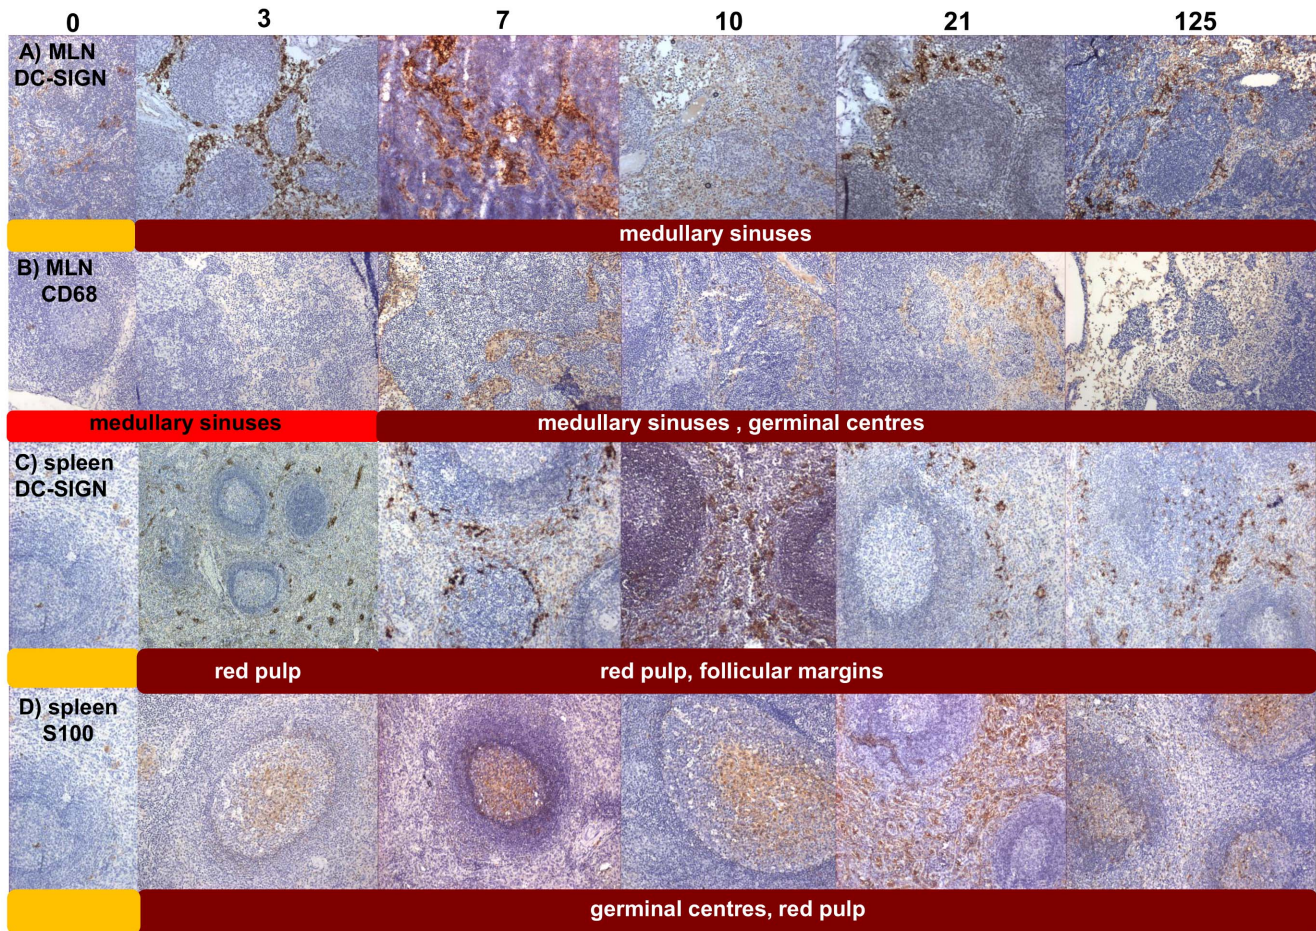 0 3 7 10 21 125
A) MLN
DC-SIGN
medullary sinuses
B) MLN
CD68
medullary sinuses
medullary sinuses , germinal centres
C) spleen
DC-SIGN
red pulp
red pulp, follicular margins
D) spleen
S100
germinal centres, red pulp